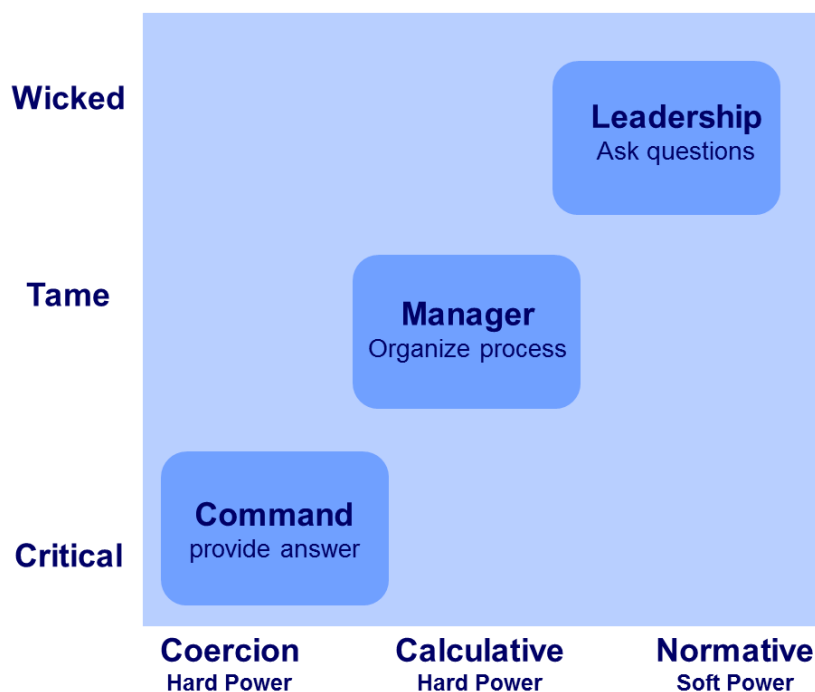 Wicked
Leadership
Ask questions
Tame
Manager
Organize process
Command
provide answer
Critical
Coercion
Hard Power
Calculative
Hard Power
Normative
Soft Power